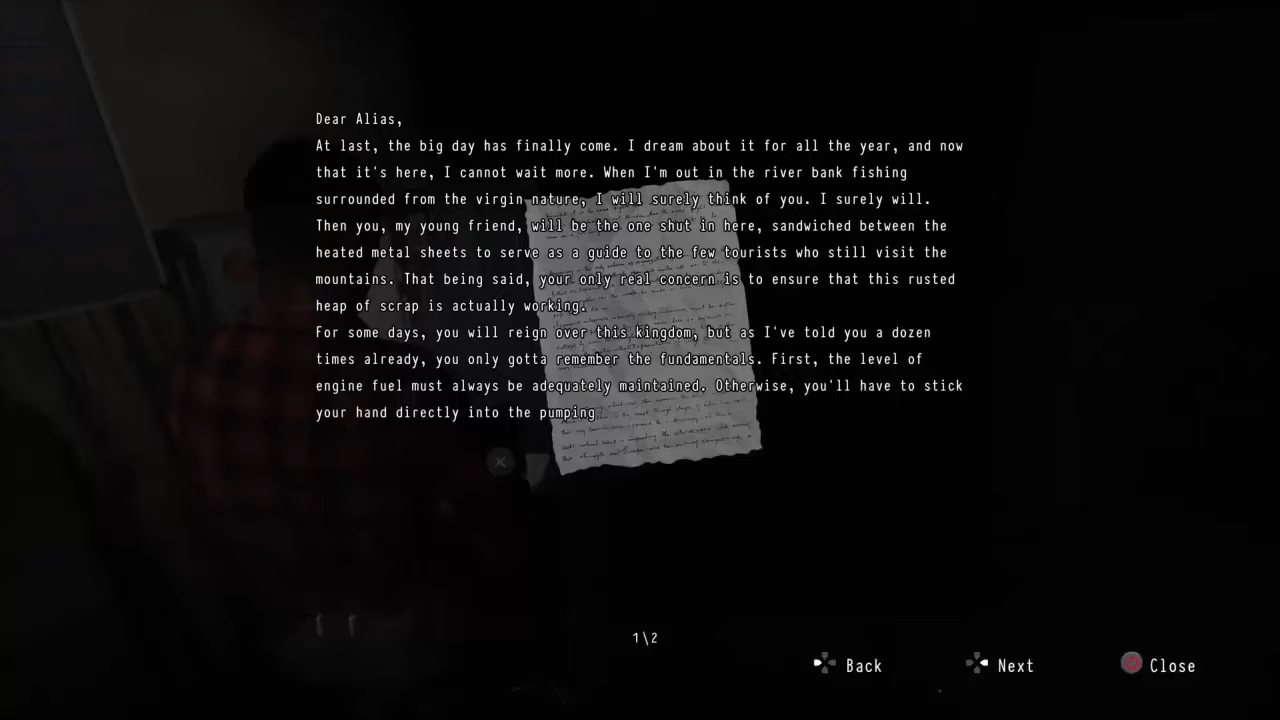 Dear Alias,
At last, the big day has finally come. I dream about it for all the year, and now
that it's here, I cannot wait more. When I'm out in the river bank fishing
surrounded from the virgin nature, I will surely think of you. I surely will.
Then you, my young friend, will be the one shut in here, sandwiched between the
heated metal sheets to serve as a guide to the few tourists who still visit the
mountains. That being said, your only real concern is to ensure that this rusted
heap of scrap is actually working.
For some days, you will reign over this kingdom, but as I've told you a dozen
times already, you only gotta remember the fundamentals. First, the level of
engine fuel must always be adequately maintained. Otherwise, you'll have to stick
your hand directly into the pumping
1\2
Back Next Close